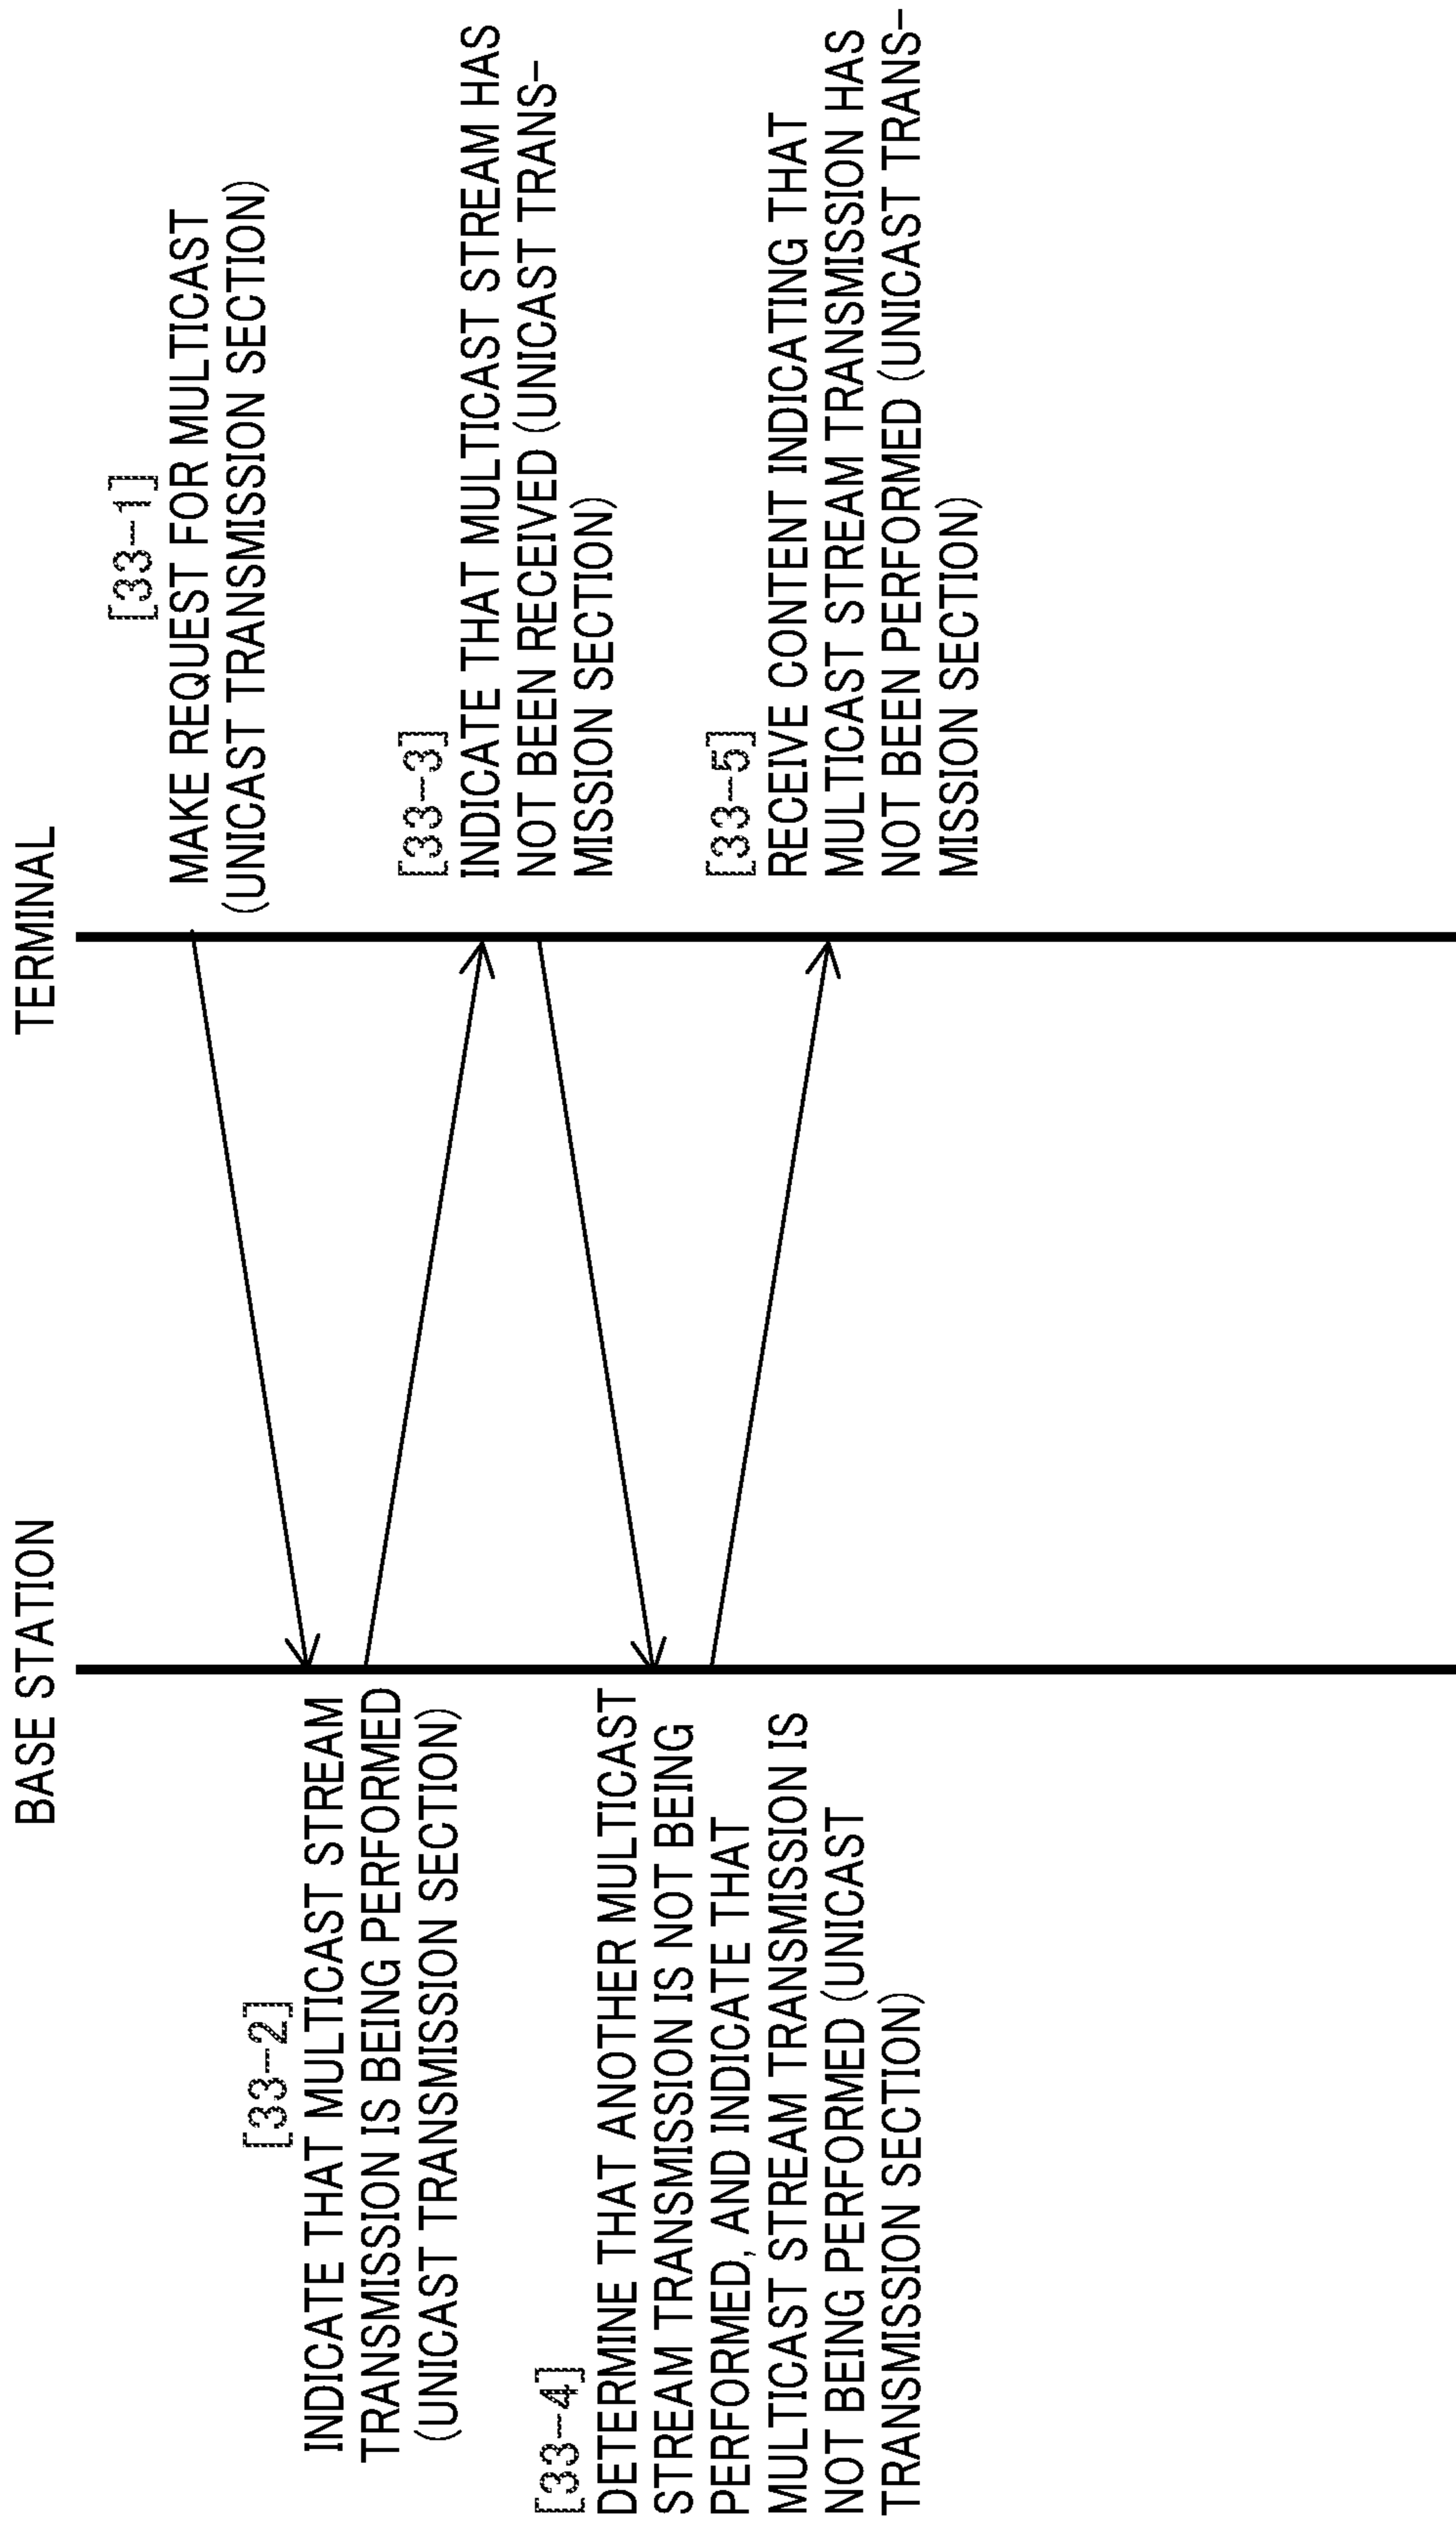 BASE STATION
TERMINAL
[33-1]
MAKE REQUEST FOR MULTICAST
(UNICAST TRANSMISSION SECTION)
[33-2]
INDICATE THAT MULTICAST STREAM
TRANSMISSION IS BEING PERFORMED
(UNICAST TRANSMISSION SECTION)
[33-3]
INDICATE THAT MULTICAST STREAM HAS
NOT BEEN RECEIVED (UNICAST TRANS-
MISSION SECTION)
[33-4]
DETERMINE THAT ANOTHER MULTICAST
STREAM TRANSMISSION IS NOT BEING
PERFORMED, AND INDICATE THAT
MULTICAST STREAM TRANSMISSION IS
NOT BEING PERFORMED (UNICAST
TRANSMISSION SECTION)
[33-5]
RECEIVE CONTENT INDICATING THAT
MULTICAST STREAM TRANSMISSION HAS
NOT BEEN PERFORMED (UNICAST TRANS-
MISSION SECTION)